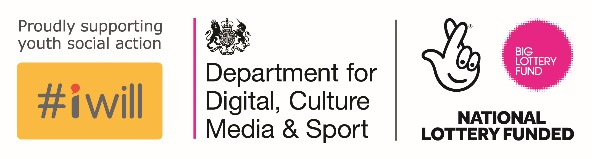 Proudly supporting
youth social action
#iwill
Department for
Digital, Culture
Media & Sport
BIG
LOTTERY
FUND
NATIONAL
LOTTERY FUNDED